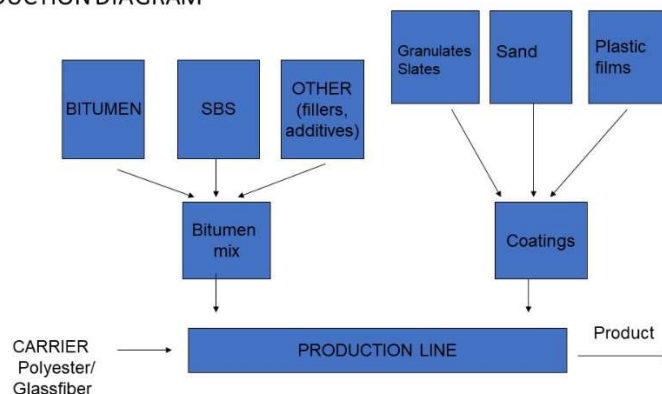 DUCTION DIAGRAM
BITUMEN
SBS
OTHER
(fillers,
additives)
Granulates
Slates
Sand
Plastic
films
Bitumen
mix
Coatings
CARRIER
Polyester/
Glassfiber
PRODUCTION LINE
Product